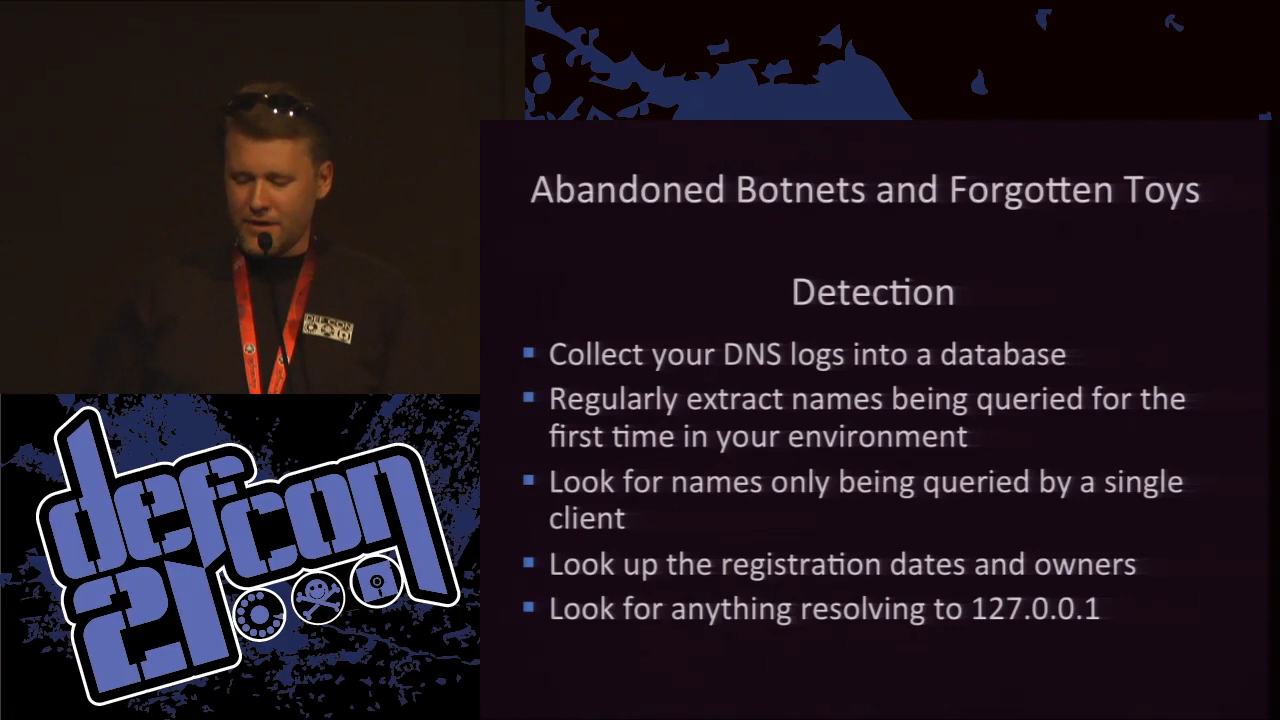 Abandoned Botnets and Forgotten Toys
Detection
Collect your DNS logs into a database
Regularly extract names being queried for the
first time in your environment
Look for names only being queried by a single
client
Look up the registration dates and owners
Look for anything resolving to 127.0.0.1
DEF CON
defcon
21